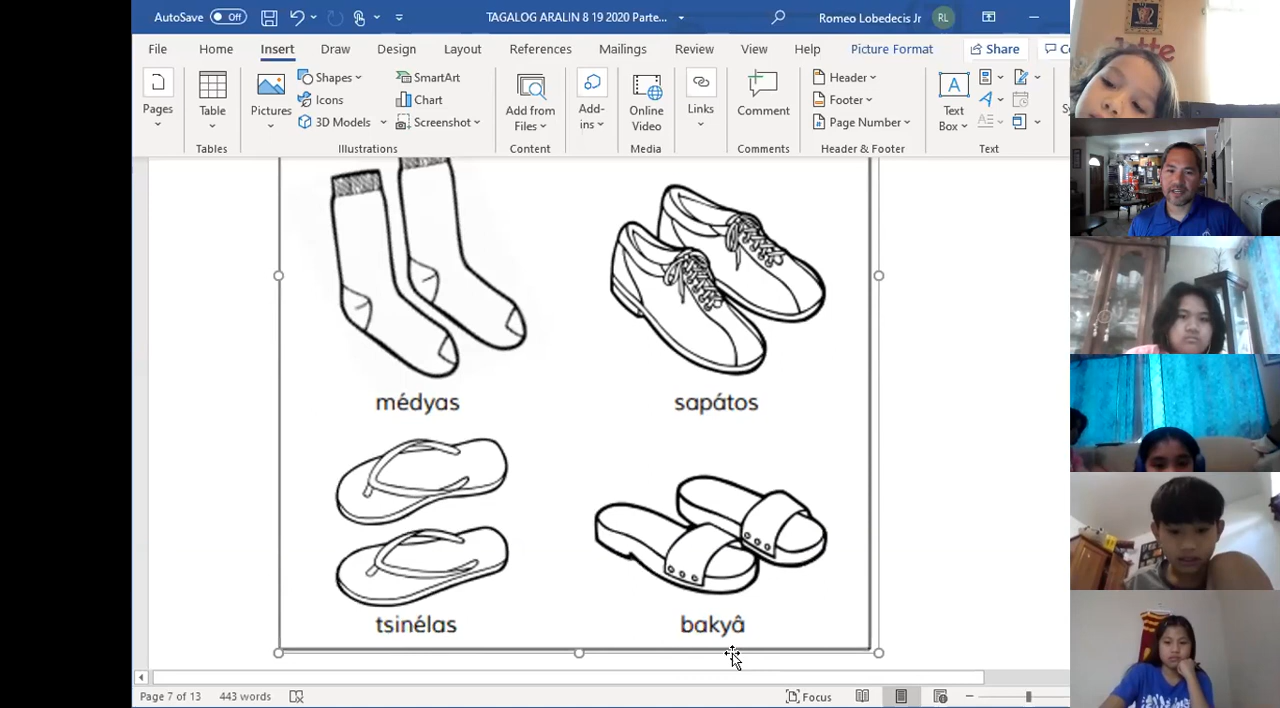 AutoSave Off TAGALOG ARALIN 8 19 2020 Parte... Romeo Lobedecis Jr RL
File Home Insert Draw Design Layout References Mailings Review View Help Picture Format Share
Pages Table Pictures Shapes Icons 3D Models SmartArt Chart Screenshot Add from Files Add-ins Online Video Links Comment Header Footer Page Number Text Box
Tables Illustrations Content Media Comments Header & Footer Text
médyas sapátos
tsinélas bakyâ
Page 7 of 13 443 words Focus